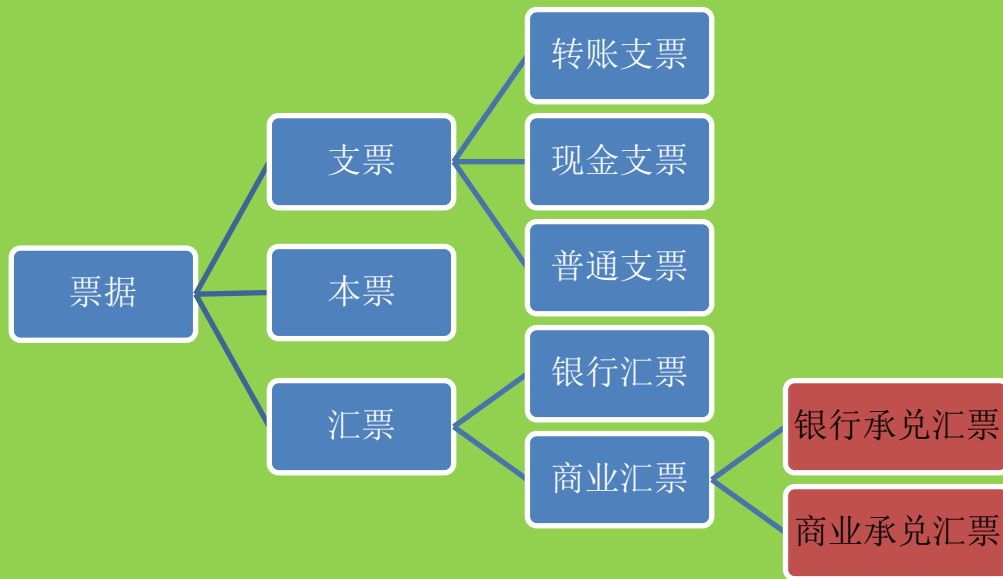 票据
支票
转账支票
现金支票
普通支票
本票
汇票
银行汇票
商业汇票
银行承兑汇票
商业承兑汇票